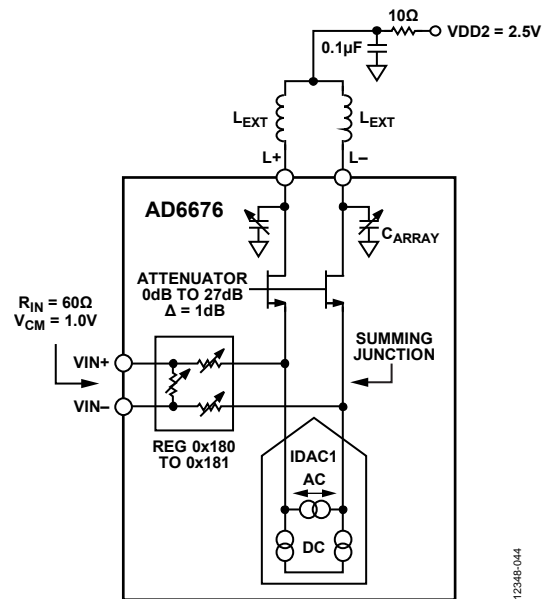 10Ω
VDD2 = 2.5V
0.1µF
LEXT
LEXT
L+
L–
AD6676
CARRAY
ATTENUATOR
0dB TO 27dB
Δ = 1dB
RIN = 60Ω
VCM = 1.0V
SUMMING
JUNCTION
VIN+
VIN–
REG 0x180
TO 0x181
IDAC1
AC
DC
12348-044